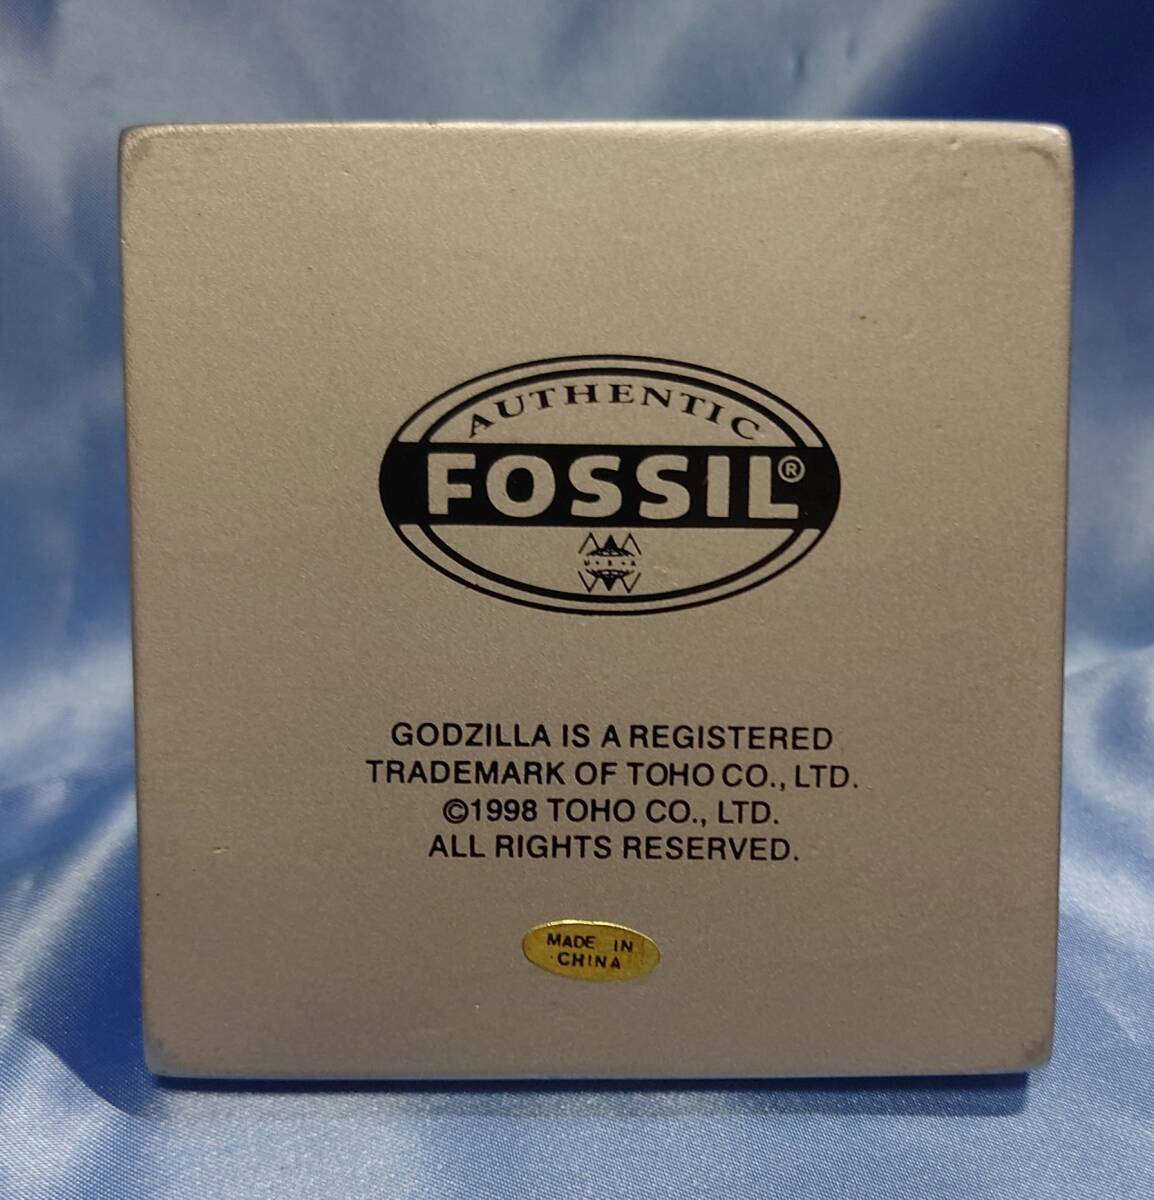 AUTHENTIC
FOSSIL®
U・S・A
GODZILLA IS A REGISTERED
TRADEMARK OF TOHO CO., LTD.
©1998 TOHO CO., LTD.
ALL RIGHTS RESERVED.
MADE IN
CHINA